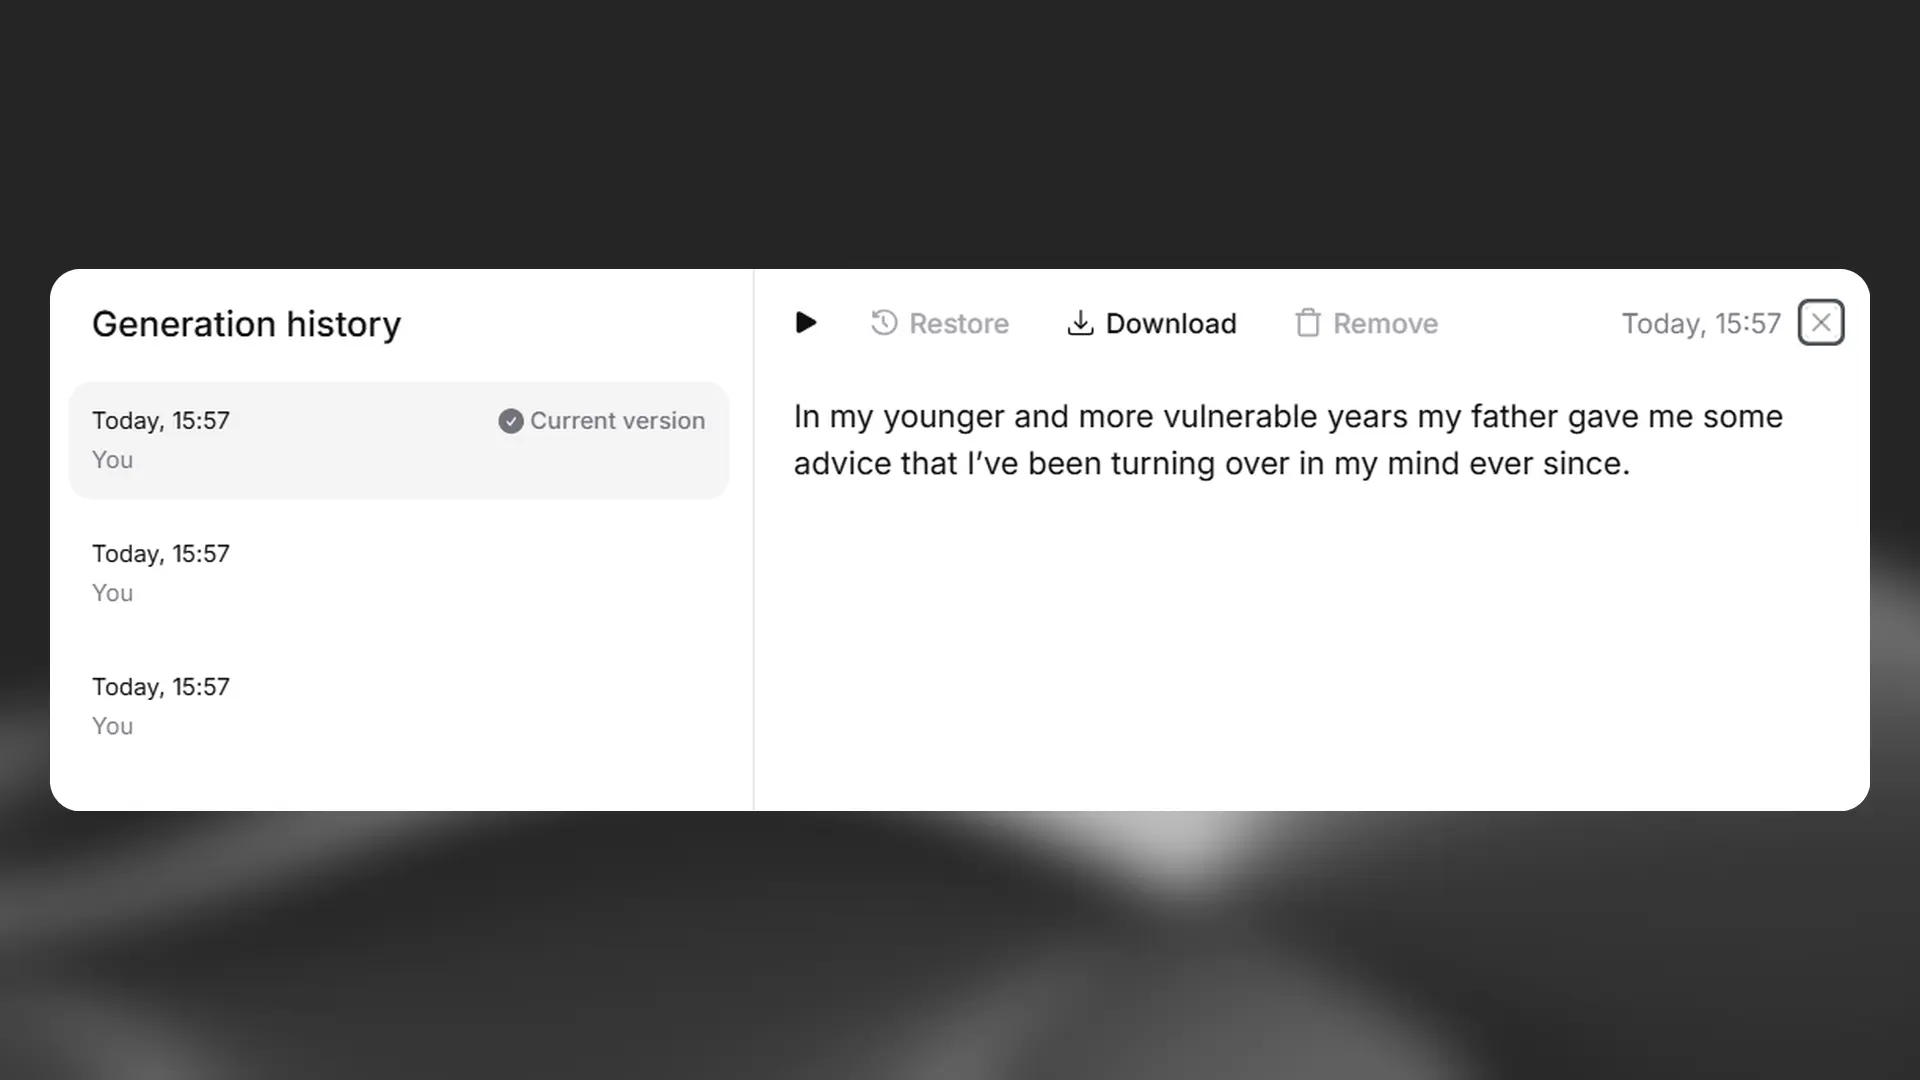 Generation history
Today, 15:57
Current version
You
Today, 15:57
You
Today, 15:57
You
Restore
Download
Remove
Today, 15:57
In my younger and more vulnerable years my father gave me some
advice that I’ve been turning over in my mind ever since.